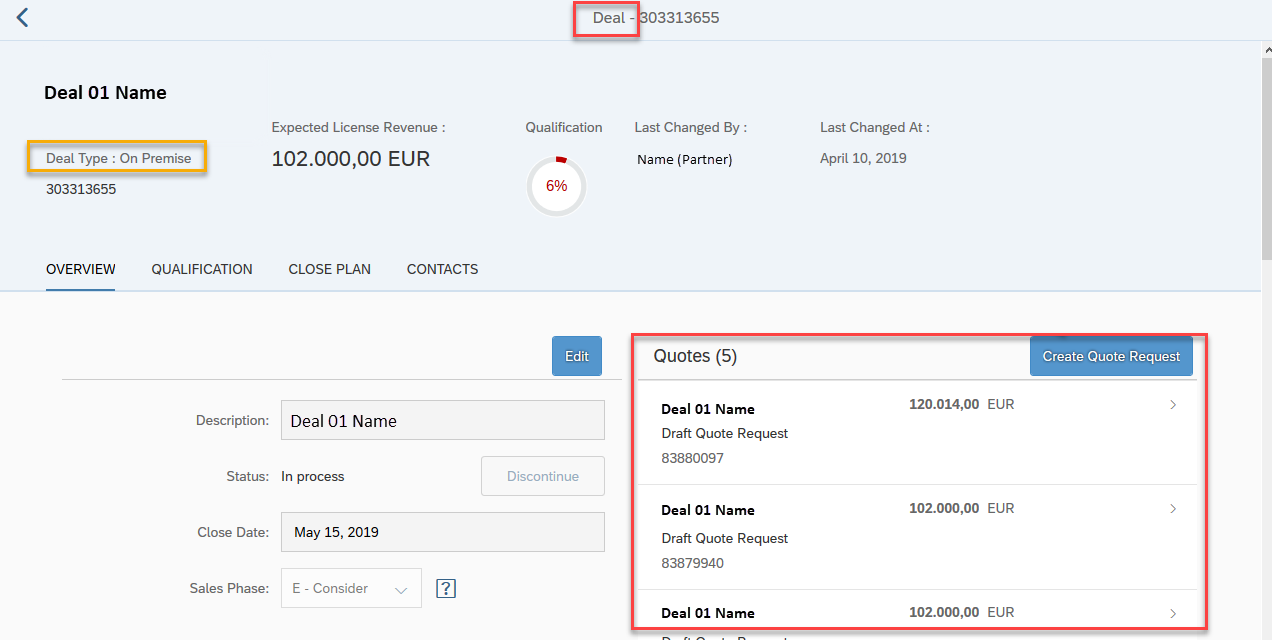 Deal - 303313655
Deal 01 Name
Deal Type : On Premise
303313655
Expected License Revenue :
102.000,00 EUR
Qualification
6%
Last Changed By :
Name (Partner)
Last Changed At :
April 10, 2019
OVERVIEW QUALIFICATION CLOSE PLAN CONTACTS
Edit
Description: Deal 01 Name
Status: In process Discontinue
Close Date: May 15, 2019
Sales Phase: E - Consider ?
Quotes (5) Create Quote Request
Deal 01 Name 120.014,00 EUR
Draft Quote Request
83880097
Deal 01 Name 102.000,00 EUR
Draft Quote Request
83879940
Deal 01 Name 102.000,00 EUR
Draft Quote Request